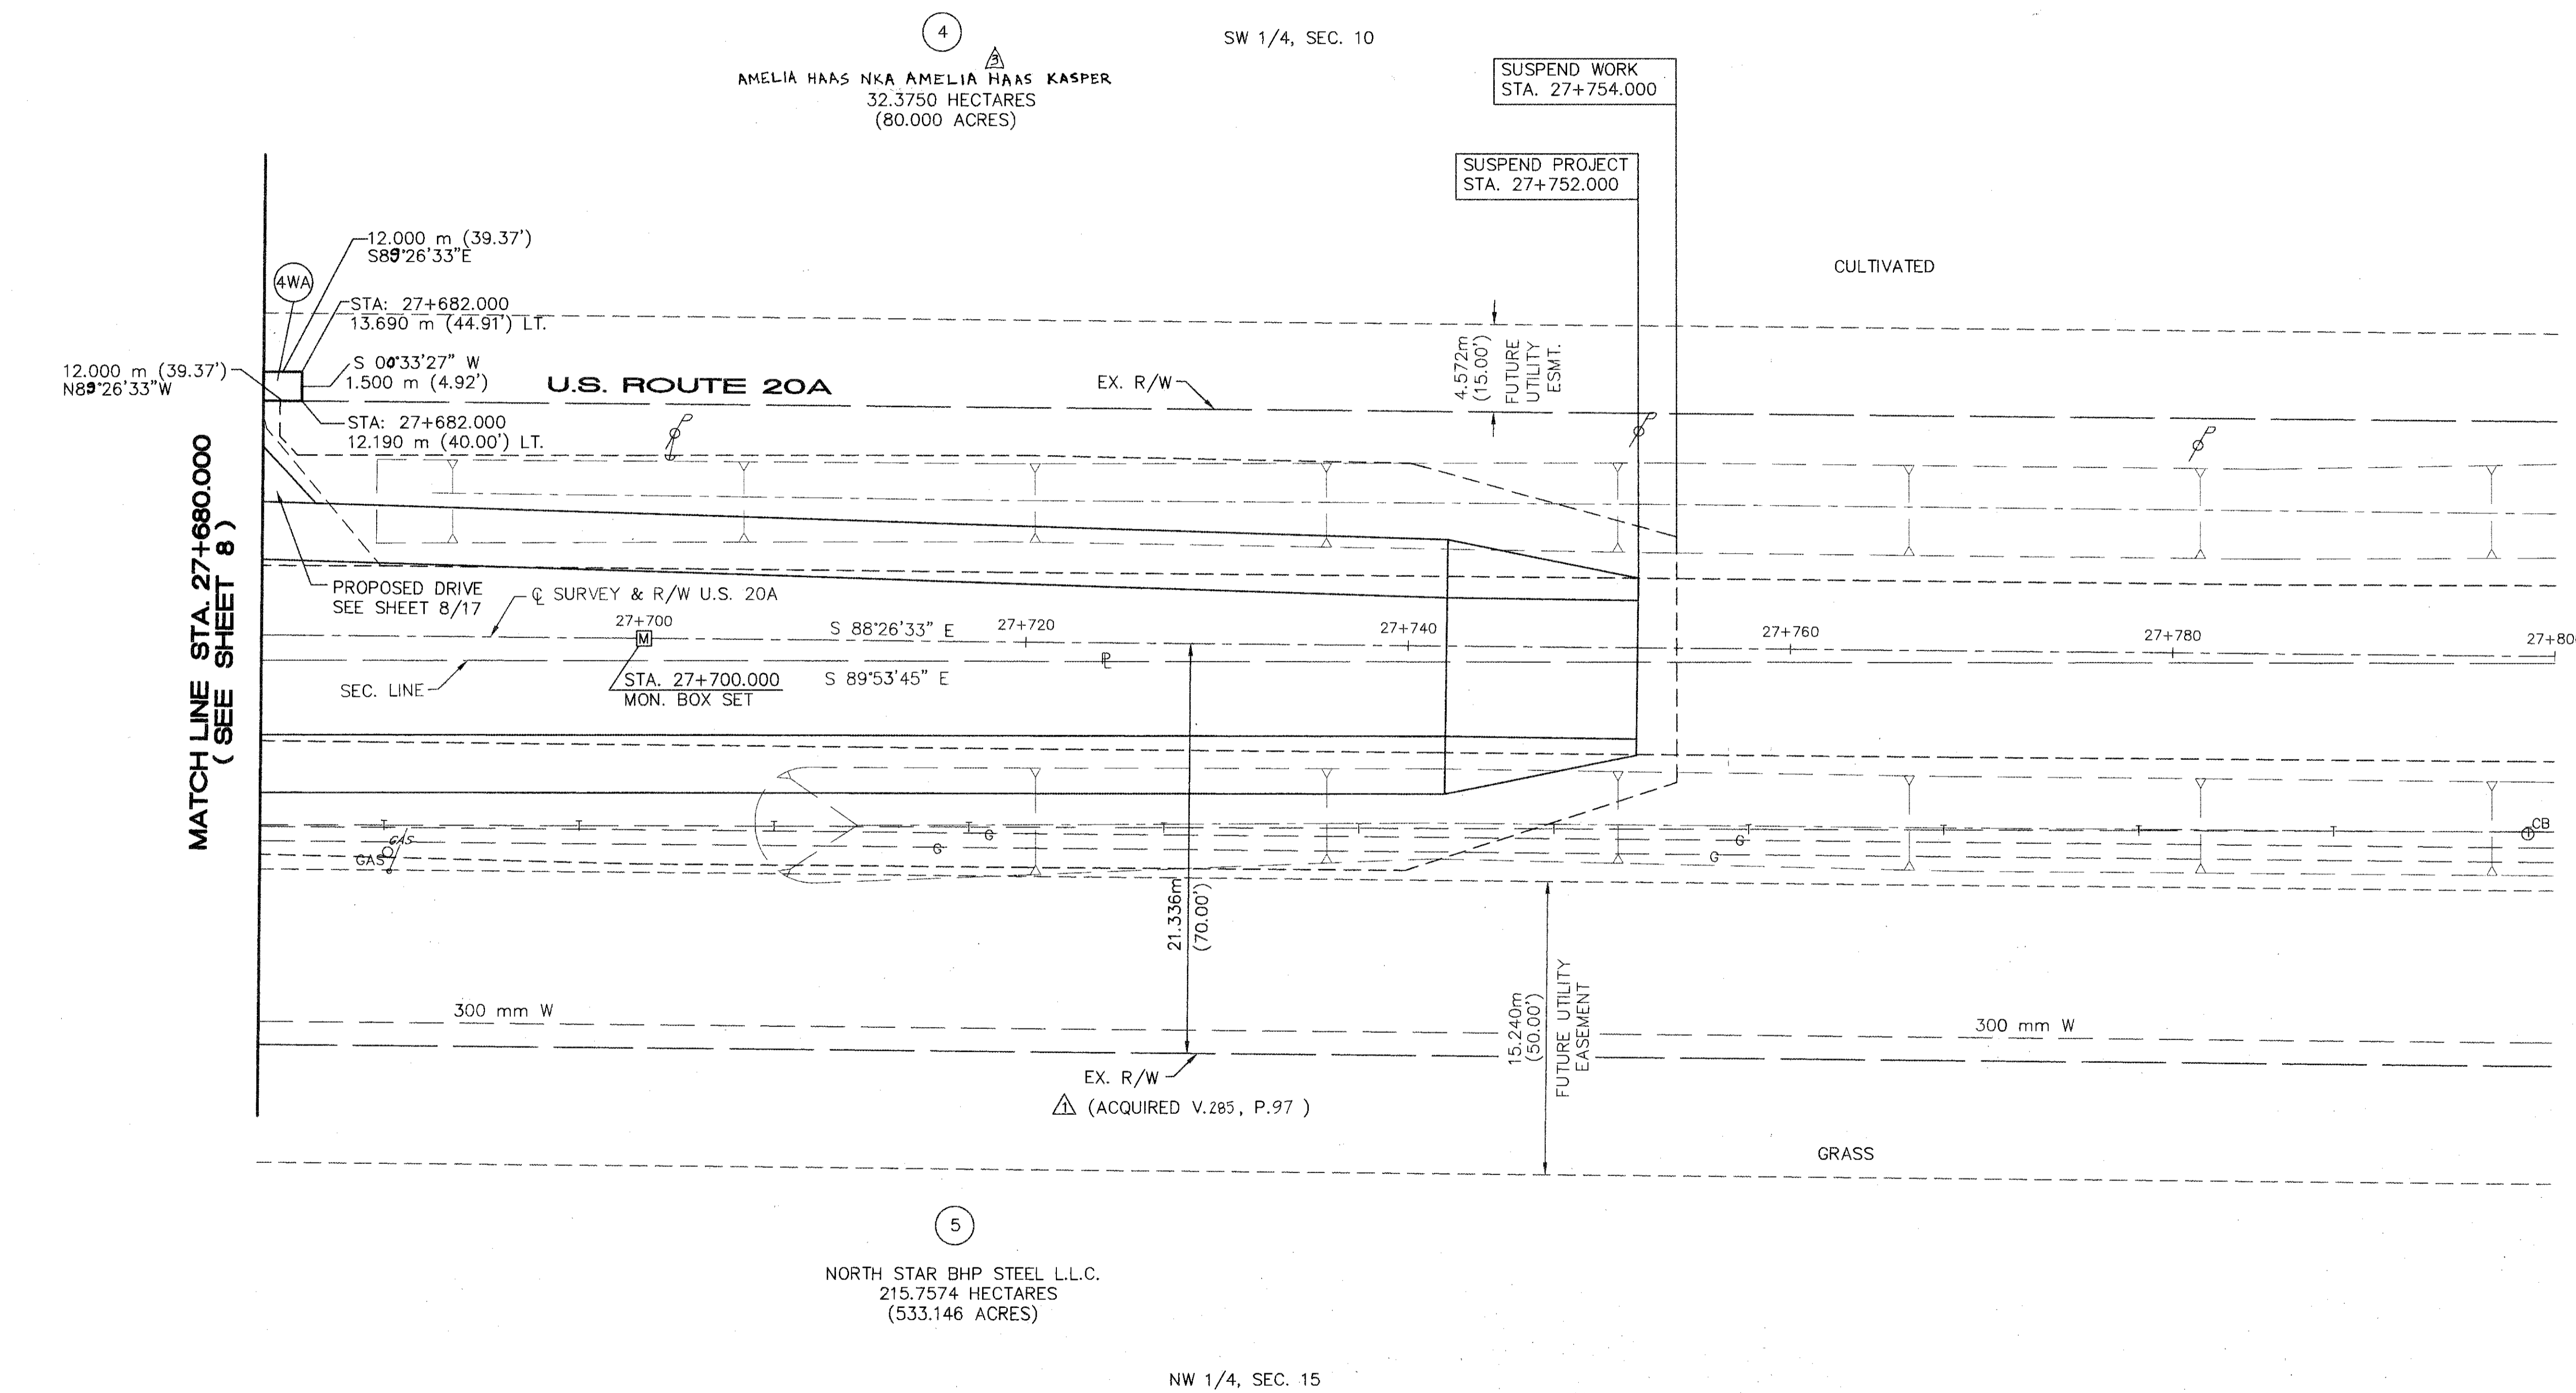 4
SW 1/4, SEC. 10
3
AMELIA HAAS NKA AMELIA HAAS KASPER
32.3750 HECTARES
(80.000 ACRES)
SUSPEND WORK
STA. 27+754.000
SUSPEND PROJECT
STA. 27+752.000
CULTIVATED
12.000 m (39.37')
S89°26'33"E
4WA
STA: 27+682.000
13.690 m (44.91') LT.
12.000 m (39.37')
N89°26'33"W
S 00°33'27" W
1.500 m (4.92')
U.S. ROUTE 20A
EX. R/W
4.572m
(15.00')
FUTURE
UTILITY
ESMT.
STA: 27+682.000
12.190 m (40.00') LT.
MATCH LINE STA. 27+680.000
( SEE SHEET 8 )
PROPOSED DRIVE
SEE SHEET 8/17
℄ SURVEY & R/W U.S. 20A
27+700
M
S 88°26'33" E
27+720
27+740
27+760
27+780
27+80
SEC. LINE
STA. 27+700.000
MON. BOX SET
S 89°53'45" E
PL
T
T
T
T
T
T
T
T
T
T
T
GAS
GAS
G
G
G
G
CB
21.336m
(70.00')
15.240m
(50.00')
FUTURE UTILITY
EASEMENT
300 mm W
300 mm W
EX. R/W
1 (ACQUIRED V.285, P.97 )
GRASS
5
NORTH STAR BHP STEEL L.L.C.
215.7574 HECTARES
(533.146 ACRES)
NW 1/4, SEC. 15